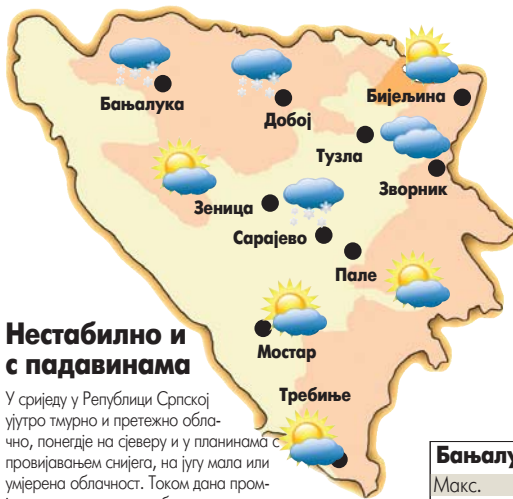 Бањалука
Добој
Бијељина
Тузла
Зворник
Зеница
Сарајево
Пале
Мостар
Требиње
Нестабилно и
с падавинама
У сриједу у Републици Српској
ујутро тмурно и претежно обла-
чно, понегдје на сјеверу и у планинама с
провијавањем снијега, на југу мала или
умјерена облачност. Током дана пром-
Бањалу
Макс.